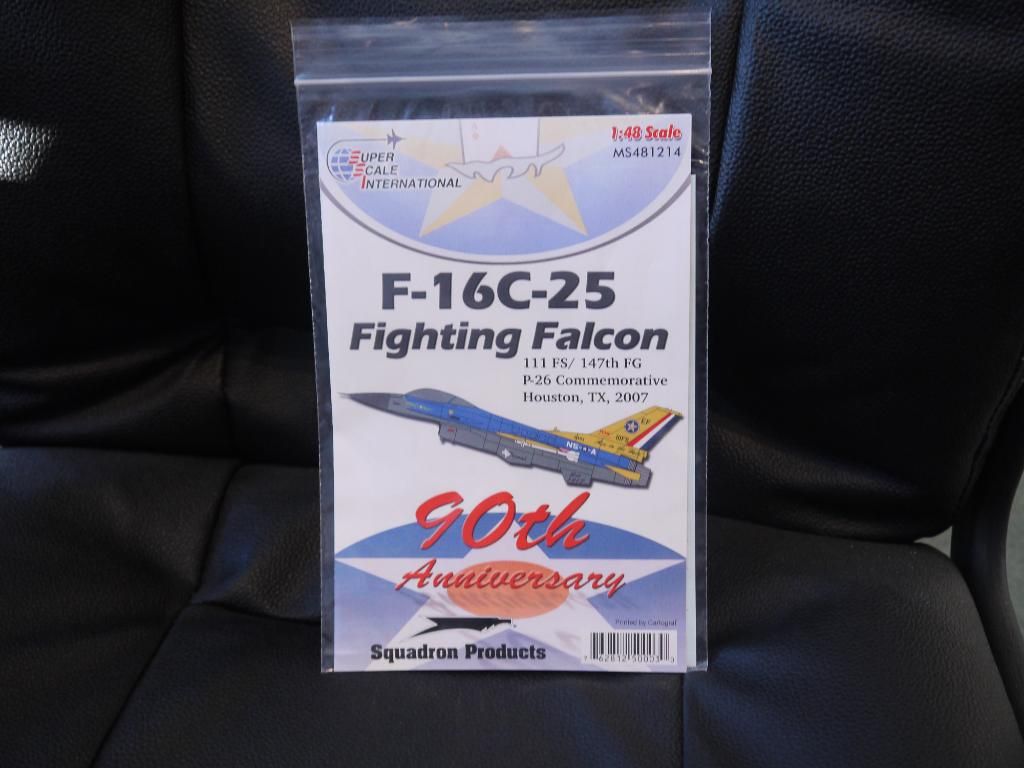 1:48 Scale
MS481214
SUPER
SCALE
INTERNATIONAL
F-16C-25
Fighting Falcon
111 FS/ 147th FG
P-26 Commemorative
Houston, TX, 2007
EF
90th
Anniversary
Printed by Cartograf
Squadron Products